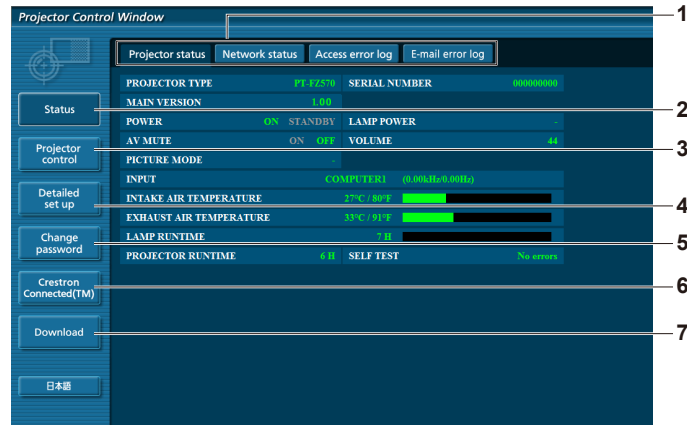 Projector Control Window
1
Projector status Network status Access error log E-mail error log
PROJECTOR TYPE PT-FZ570 SERIAL NUMBER 000000000
MAIN VERSION 1.00
Status
2
POWER ON STANDBY LAMP POWER -
AV MUTE ON OFF VOLUME 44
Projector
control
3
PICTURE MODE -
INPUT COMPUTER1 (0.00kHz/0.00Hz)
Detailed
set up
4
INTAKE AIR TEMPERATURE 27°C / 80°F
EXHAUST AIR TEMPERATURE 33°C / 91°F
Change
password
5
LAMP RUNTIME 7 H
PROJECTOR RUNTIME 6 H SELF TEST No errors
Crestron
Connected(TM)
6
Download
7
日本語